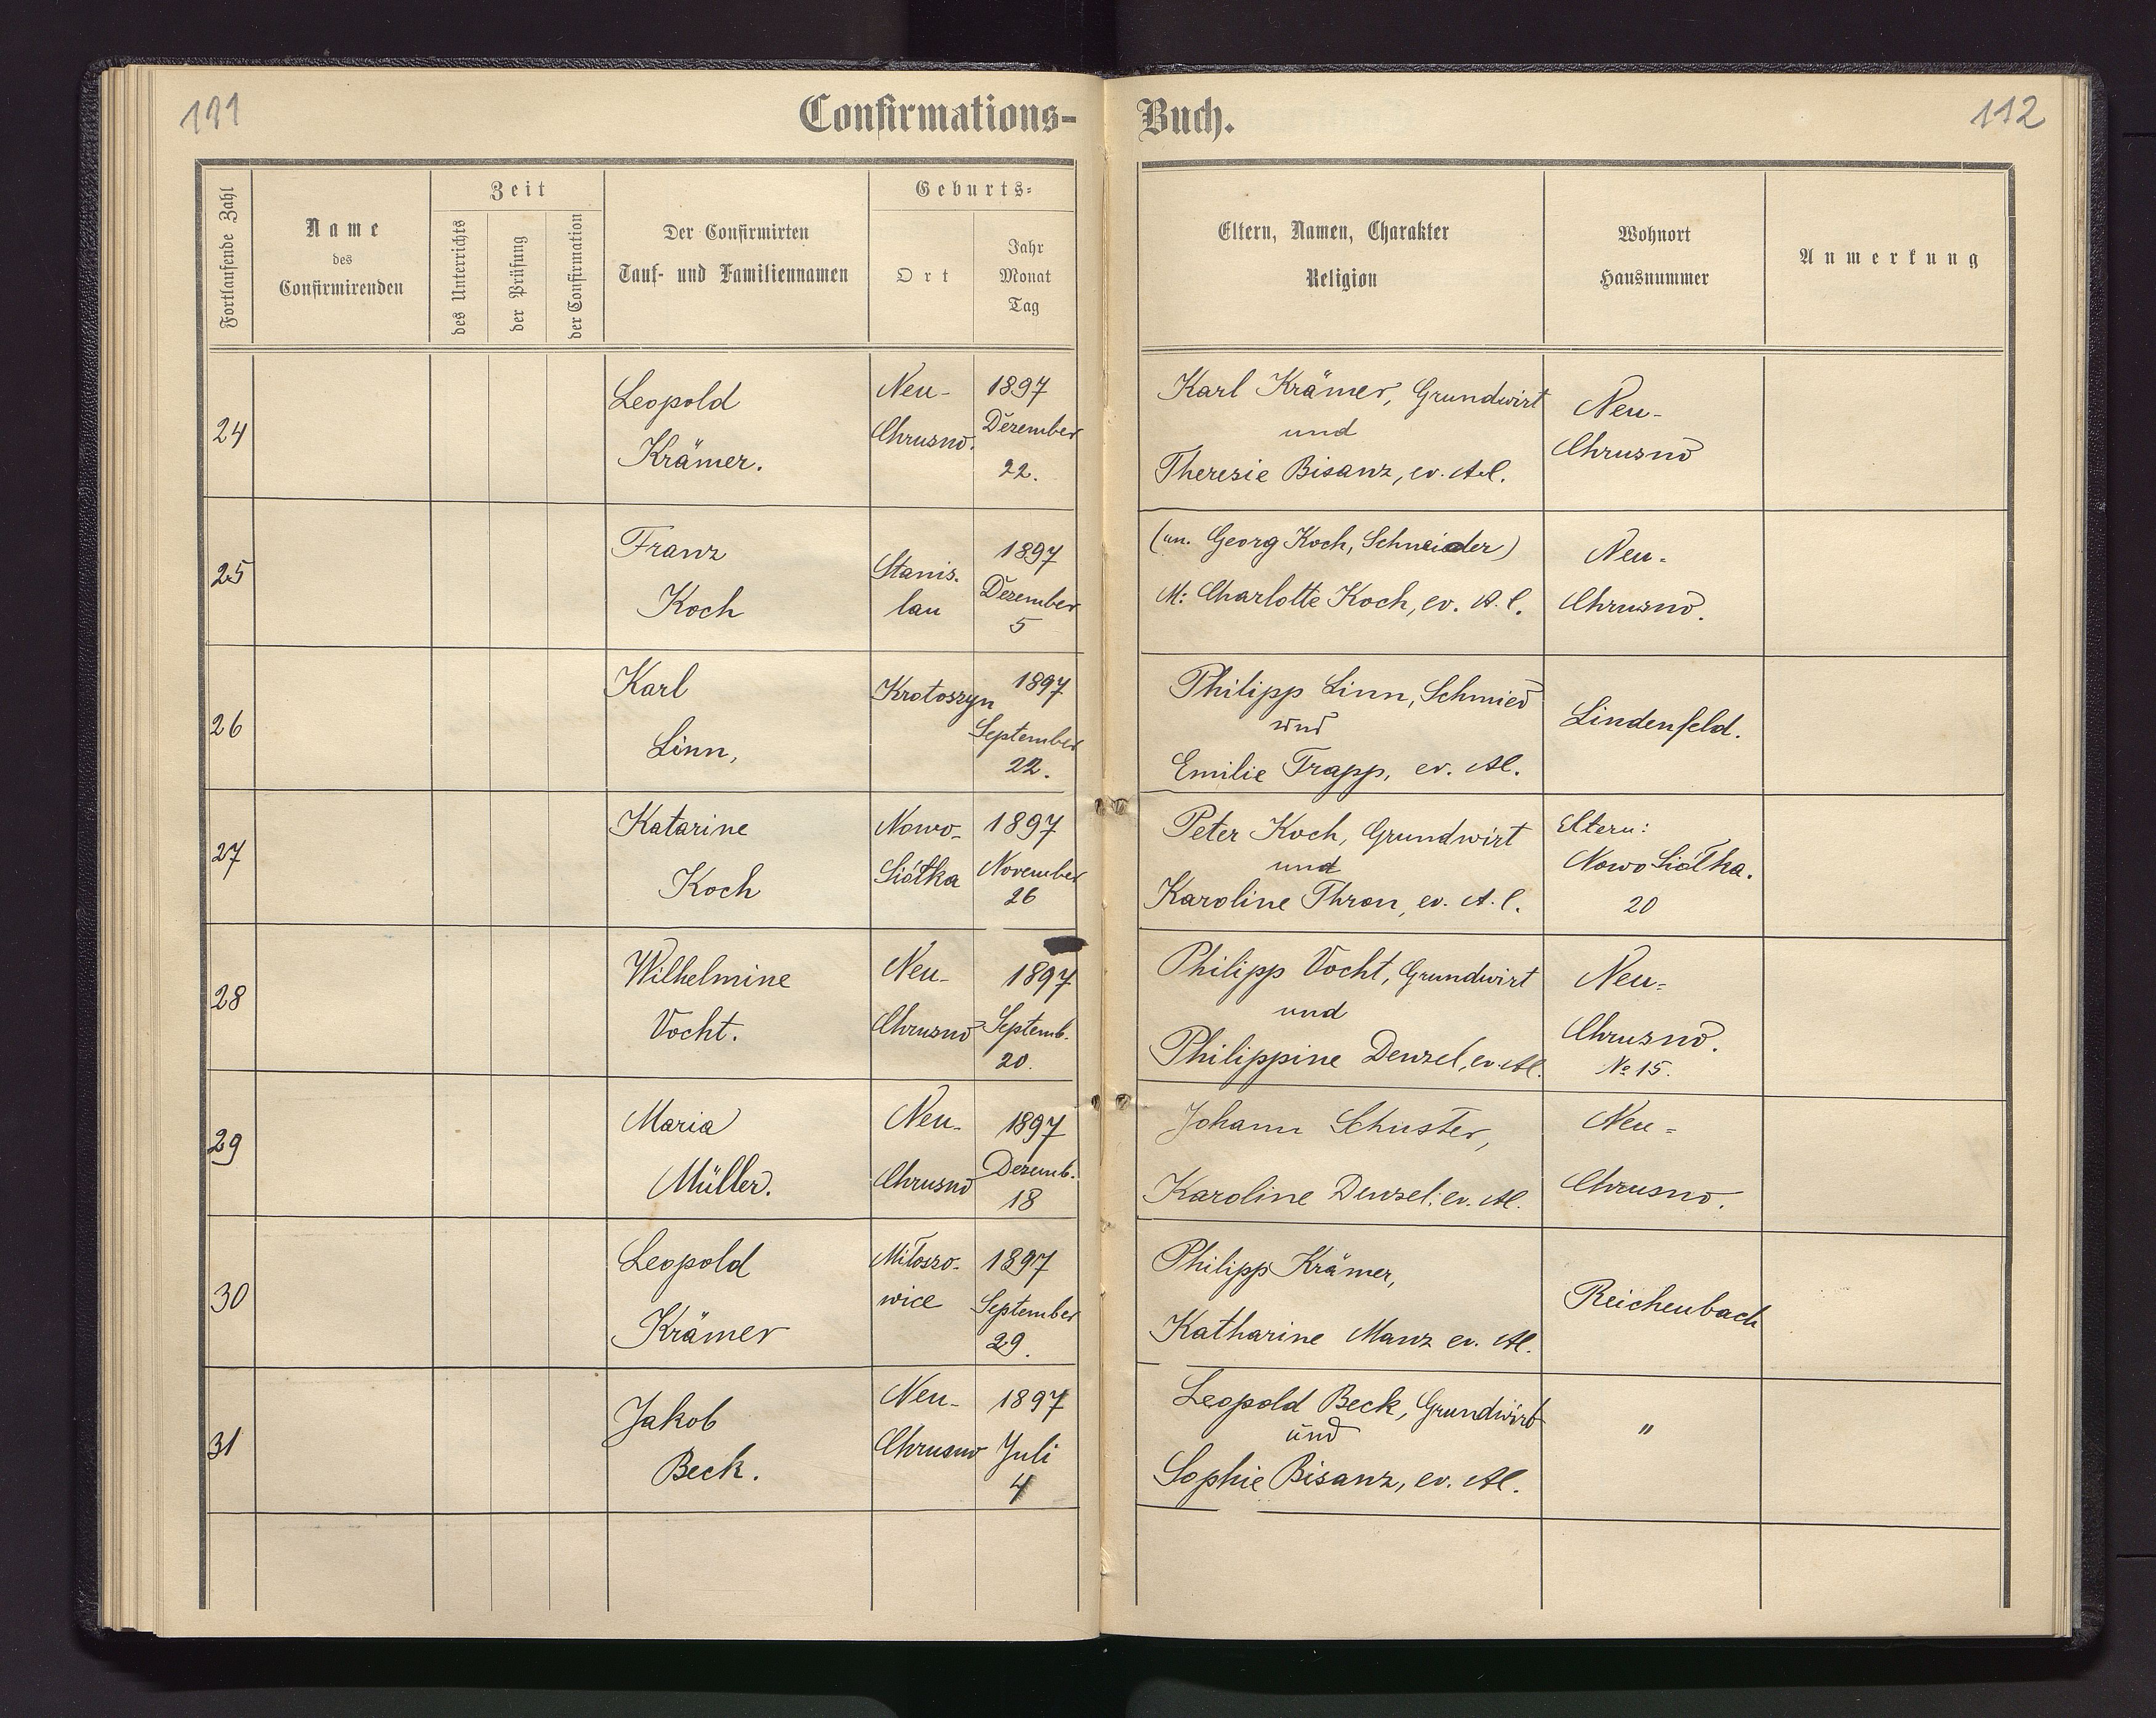 111
Confirmations-
Buch.
112
Fortlaufende Zahl
Name
des
Confirmirenden
Zeit
des Unterrichts
der Prüfung
der Confirmation
Der Confirmirten
Tauf- und Familiennamen
Geburts-
Ort
Jahr
Monat
Tag
Eltern, Namen, Charakter
Religion
Wohnort
Hausnummer
Anmerkung
24
Leopold
Krämer.
Neu-
Chrusno.
1897
Dezember
22.
Karl Krämer, Grundwirt
und
Theresie Bisanz, ev. A.C.
Neu-
Chrusno
25
Franz
Koch
Stanis-
lau
1897
Dezember
5
(un. Georg Koch, Schneider)
M: Charlotte Koch, ev. A.C.
Neu-
Chrusno.
26
Karl
Linn,
Krotoszyn
1897
September
22.
Philipp Linn, Schmied
und
Emilie Trapp, ev. AC.
Lindenfeld.
27
Katarine
Koch
Nowo-
Siółka
1897
November
26
Peter Koch, Grundwirt
und
Karoline Thron, ev. A.C.
Eltern:
Nowo Siółka.
20
28
Wilhelmine
Vocht.
Neu-
Chrusno
1897
Septemb.
20.
Philipp Vocht, Grundwirt
und
Philippine Denzel, ev. AC.
Neu-
Chrusno.
No 15.
29
Maria
Müller.
Neu-
Chrusno
1897
Dezemb.
18
Johann Schuster,
Karoline Denzel, ev. AC.
Neu-
Chrusno.
30
Leopold
Krämer
Miłoszo-
wice
1897
September
29.
Philipp Krämer,
Katharine Manz ev. AC.
Reichenbach
31
Jakob
Beck.
Neu-
Chrusno
1897
Juli
4
Leopold Beck, Grundwirt
und
Sophie Bisanz, ev. AC.
"